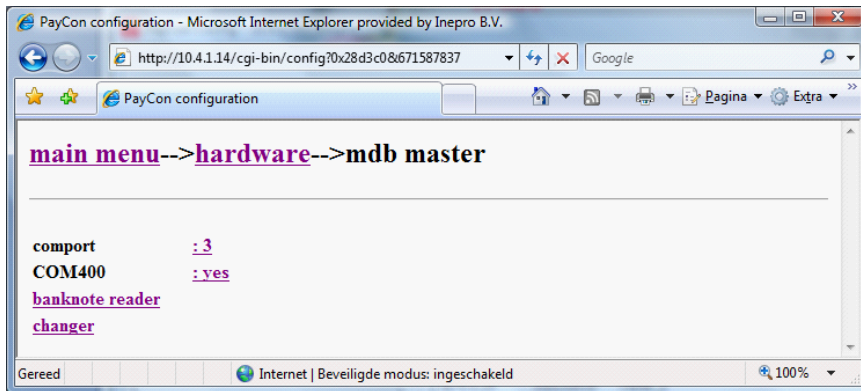 PayCon configuration - Microsoft Internet Explorer provided by Inepro B.V.
http://10.4.1.14/cgi-bin/config?0x28d3c0&671587837
Google
PayCon configuration
Pagina
Extra
main menu-->hardware-->mdb master
comport : 3
COM400 : yes
banknote reader
changer
Gereed
Internet | Beveiligde modus: ingeschakeld
100%